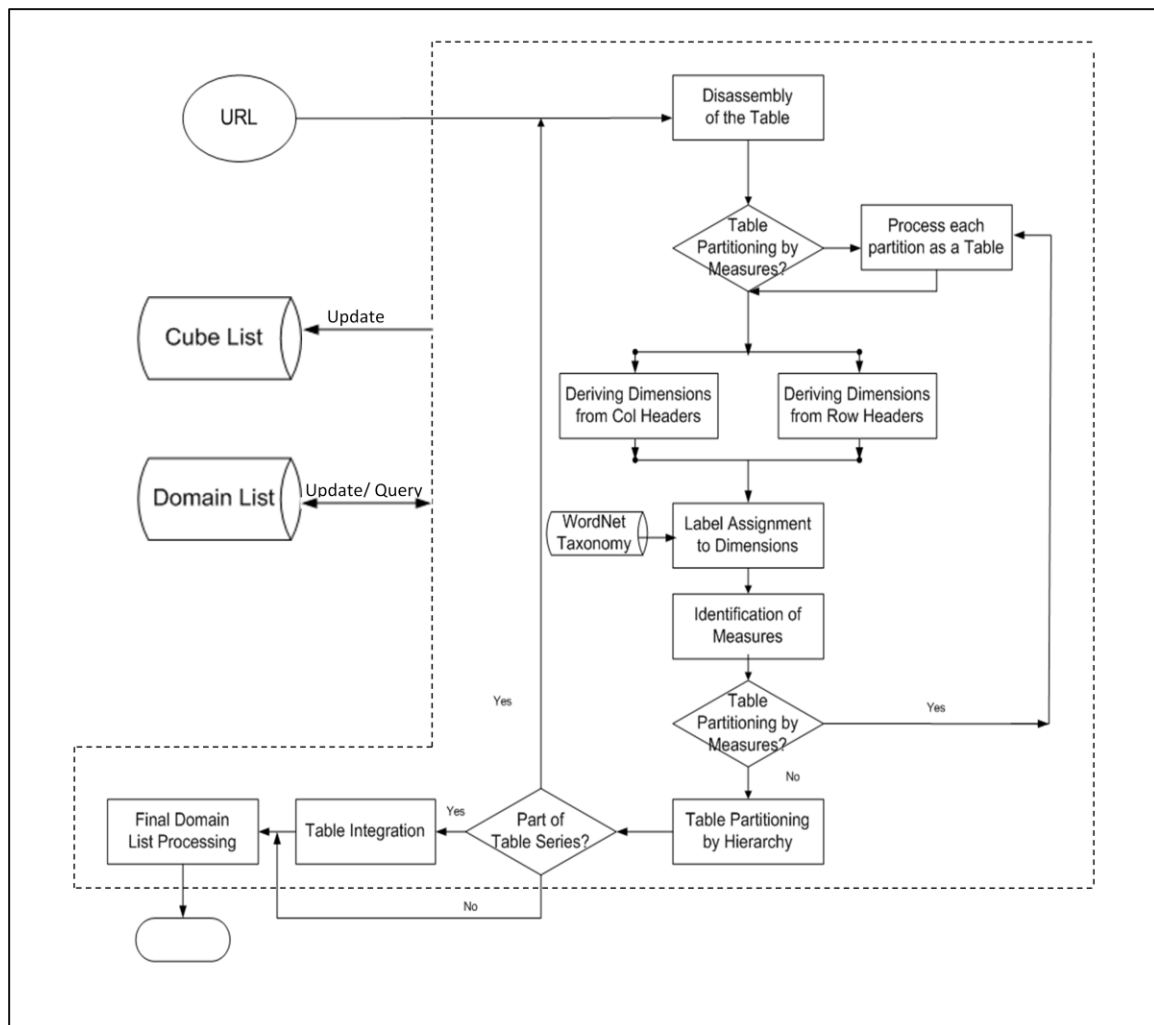 URL
Disassembly
of the Table
Table
Partitioning by
Measures?
Process each
partition as a Table
Update
Cube List
Deriving Dimensions
from Col Headers
Deriving Dimensions
from Row Headers
Update/ Query
Domain List
WordNet
Taxonomy
Label Assignment
to Dimensions
Identification of
Measures
Yes
Table
Partitioning by
Measures?
Yes
No
Final Domain
List Processing
Table Integration
Yes
Part of
Table Series?
Table Partitioning
by Hierarchy
No